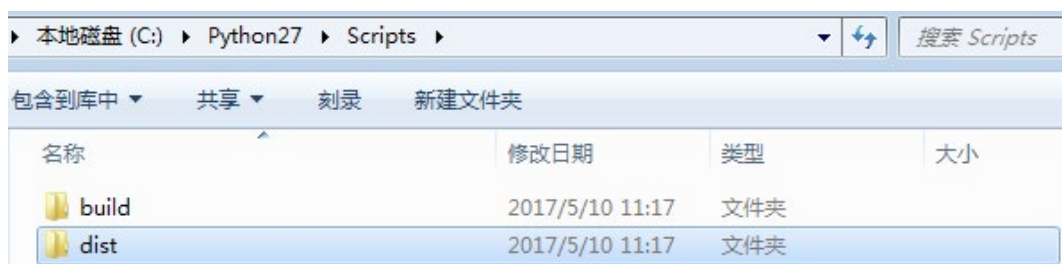 本地磁盘 (C:) Python27 Scripts 搜索 Scripts
包含到库中 共享 刻录 新建文件夹
名称 修改日期 类型 大小
build 2017/5/10 11:17 文件夹
dist 2017/5/10 11:17 文件夹